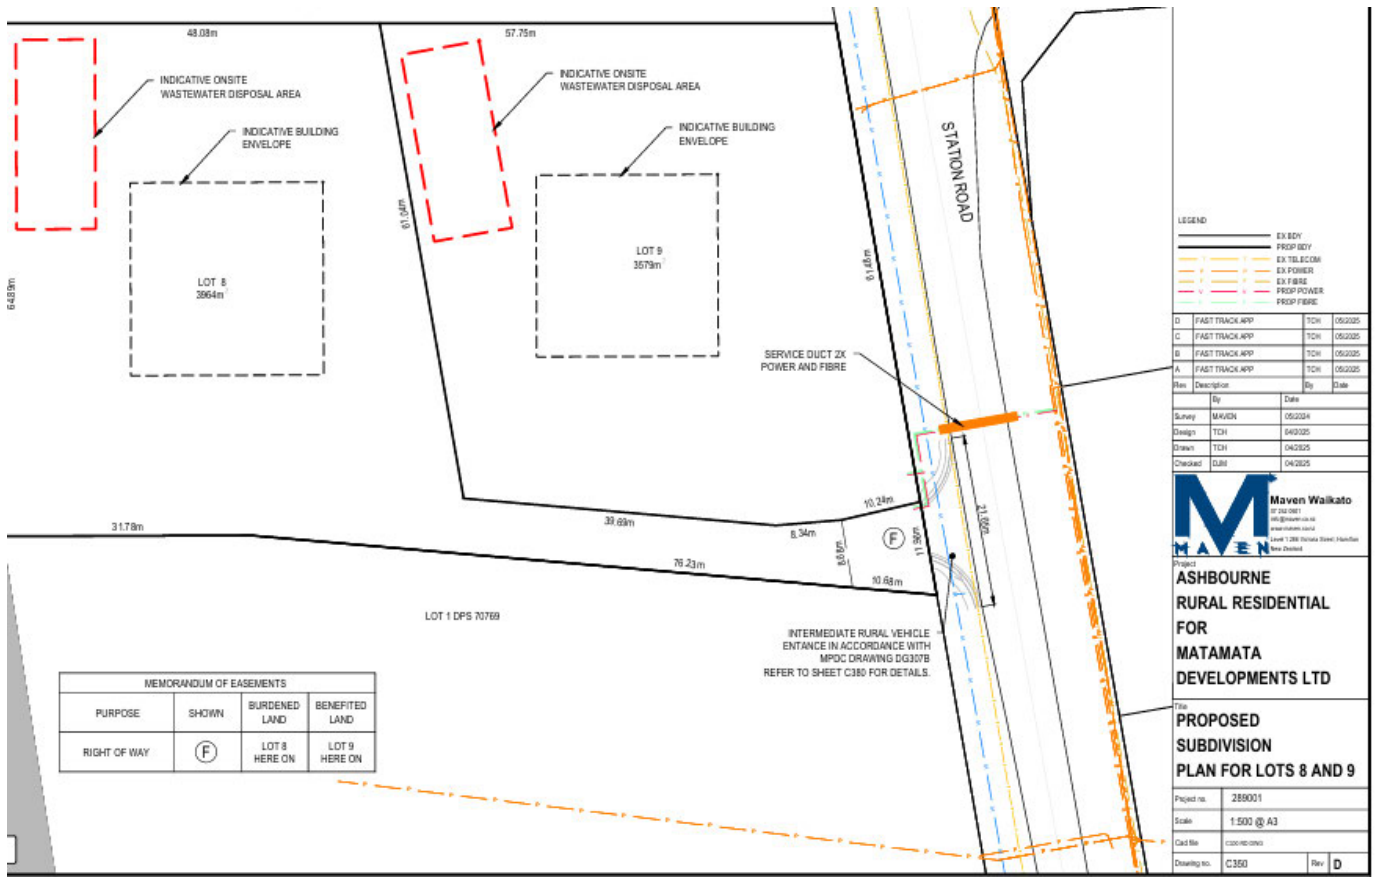 48.08m
57.75m
INDICATIVE ONSITE
WASTEWATER DISPOSAL AREA
INDICATIVE ONSITE
WASTEWATER DISPOSAL AREA
INDICATIVE BUILDING
ENVELOPE
INDICATIVE BUILDING
ENVELOPE
STATION ROAD
61.04m
61.48m
64.89m
LOT 8
3964m²
LOT 9
3579m²
SERVICE DUCT 2X
POWER AND FIBRE
10.24m
39.69m
8.34m
31.78m
76.23m
8.68m
F
11.96m
21.65m
10.68m
LOT 1 DPS 70769
INTERMEDIATE RURAL VEHICLE
ENTANCE IN ACCORDANCE WITH
MPDC DRAWING DG307B
REFER TO SHEET C380 FOR DETAILS.
MEMORANDUM OF EASEMENTS
PURPOSE SHOWN BURDENED LAND BENEFITED LAND
RIGHT OF WAY F LOT 8 HERE ON LOT 9 HERE ON
LEGEND
EX BDY
PROP BDY
EX TELECOM
EX POWER
EX FIBRE
PROP POWER
PROP FIBRE
D FAST TRACK APP TCH 05/2025
C FAST TRACK APP TCH 05/2025
B FAST TRACK APP TCH 05/2025
A FAST TRACK APP TCH 05/2025
Rev Description By Date
By Date
Survey MAVEN 05/2024
Design TCH 04/2025
Drawn TCH 04/2025
Checked DJM 04/2025
MAVEN
Maven Waikato
New Zealand
Project
ASHBOURNE
RURAL RESIDENTIAL
FOR
MATAMATA
DEVELOPMENTS LTD
Title
PROPOSED
SUBDIVISION
PLAN FOR LOTS 8 AND 9
Project no. 289001
Scale 1:500 @ A3
Cad file
Drawing no. C350 Rev D